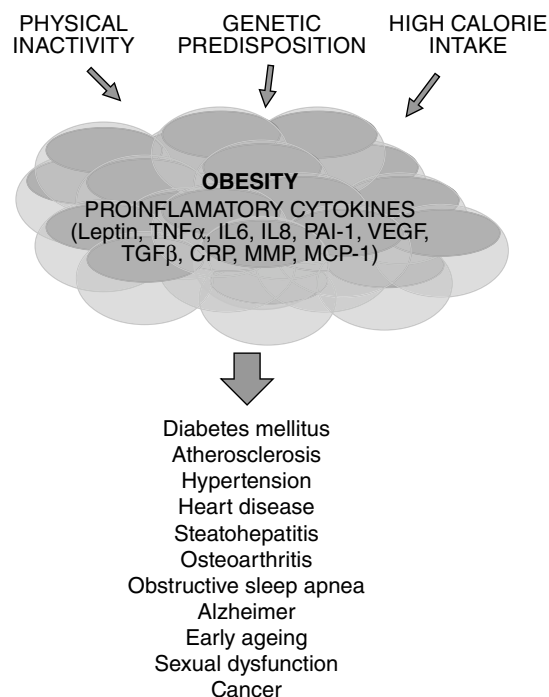 PHYSICAL INACTIVITY
GENETIC PREDISPOSITION
HIGH CALORIE INTAKE
OBESITY
PROINFLAMATORY CYTOKINES
(Leptin, TNFα, IL6, IL8, PAI-1, VEGF,
TGFβ, CRP, MMP, MCP-1)
Diabetes mellitus
Atherosclerosis
Hypertension
Heart disease
Steatohepatitis
Osteoarthritis
Obstructive sleep apnea
Alzheimer
Early ageing
Sexual dysfunction
Cancer